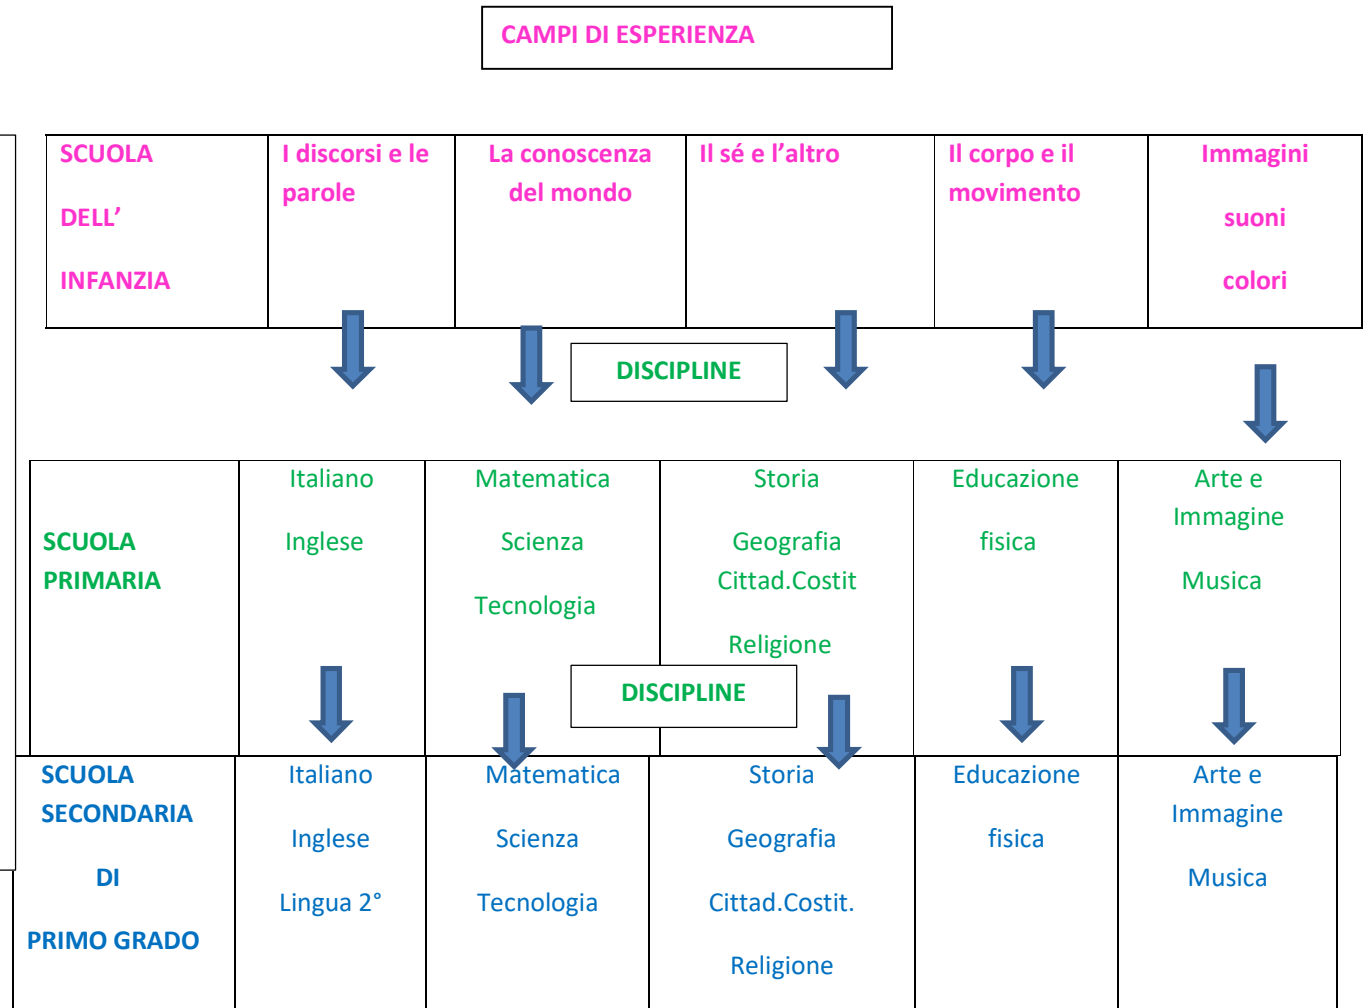 CAMPI DI ESPERIENZA
SCUOLA
DELL'
INFANZIA
I discorsi e le
parole
La conoscenza
del mondo
Il sé e l’altro
Il corpo e il
movimento
Immagini
suoni
colori
DISCIPLINE
SCUOLA
PRIMARIA
Italiano
Inglese
Matematica
Scienza
Tecnologia
Storia
Geografia
Cittad.Costit
Religione
Educazione
fisica
Arte e
Immagine
Musica
DISCIPLINE
SCUOLA
SECONDARIA
DI
PRIMO GRADO
Italiano
Inglese
Lingua 2°
Matematica
Scienza
Tecnologia
Storia
Geografia
Cittad.Costit.
Religione
Educazione
fisica
Arte e
Immagine
Musica